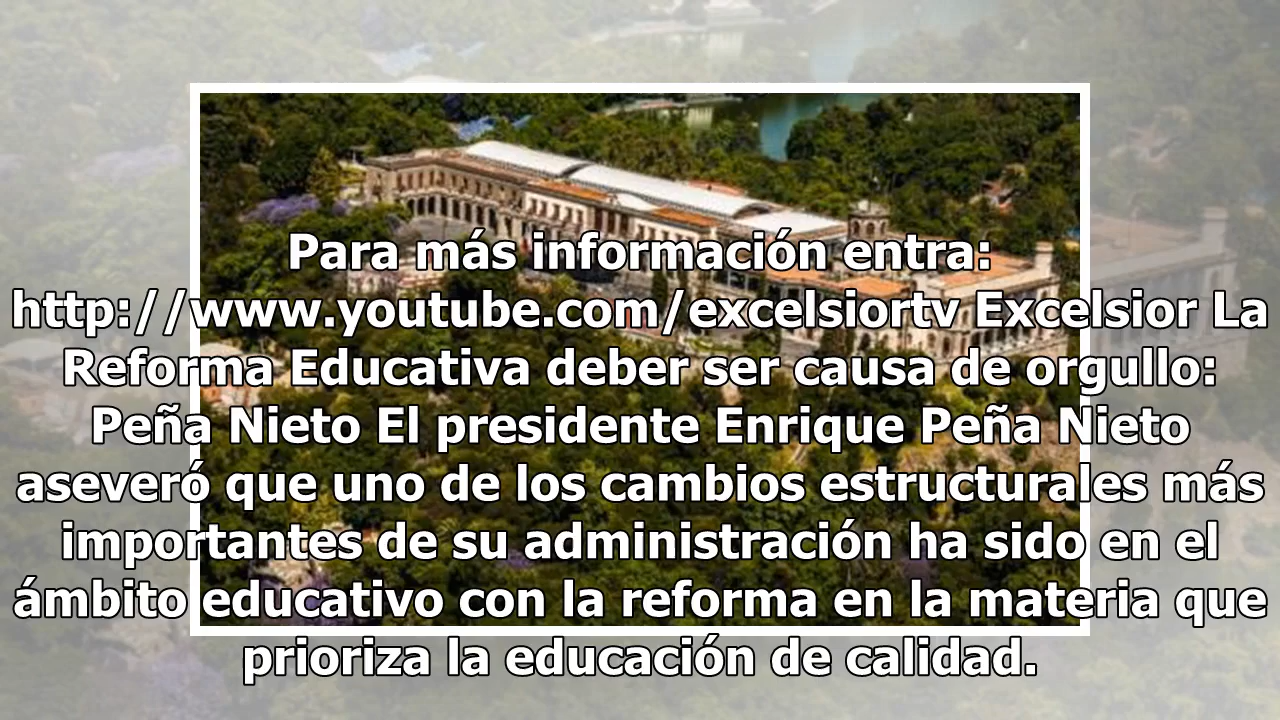 Para más información entra:
http://www.youtube.com/excelsiortv Excelsior La
Reforma Educativa deber ser causa de orgullo:
Peña Nieto El presidente Enrique Peña Nieto
aseveró que uno de los cambios estructurales más
importantes de su administración ha sido en el
ámbito educativo con la reforma en la materia que
prioriza la educación de calidad.